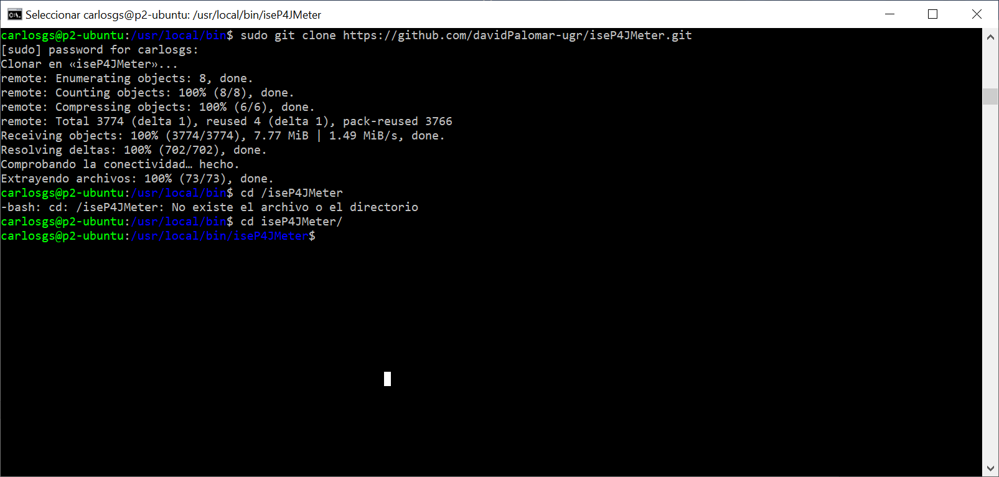 Seleccionar carlosgs@p2-ubuntu: /usr/local/bin/iseP4JMeter
carlosgs@p2-ubuntu:/usr/local/bin$ sudo git clone https://github.com/davidPalomar-ugr/iseP4JMeter.git
[sudo] password for carlosgs:
Clonar en «iseP4JMeter»...
remote: Enumerating objects: 8, done.
remote: Counting objects: 100% (8/8), done.
remote: Compressing objects: 100% (6/6), done.
remote: Total 3774 (delta 1), reused 4 (delta 1), pack-reused 3766
Receiving objects: 100% (3774/3774), 7.77 MiB | 1.49 MiB/s, done.
Resolving deltas: 100% (702/702), done.
Comprobando la conectividad… hecho.
Extrayendo archivos: 100% (73/73), done.
carlosgs@p2-ubuntu:/usr/local/bin$ cd /iseP4JMeter
-bash: cd: /iseP4JMeter: No existe el archivo o el directorio
carlosgs@p2-ubuntu:/usr/local/bin$ cd iseP4JMeter/
carlosgs@p2-ubuntu:/usr/local/bin/iseP4JMeter$